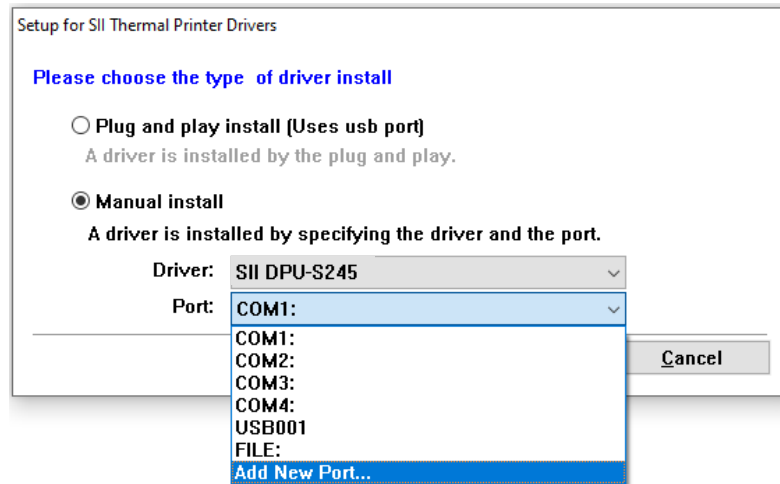 Setup for SII Thermal Printer Drivers
Please choose the type of driver install
Plug and play install (Uses usb port)
A driver is installed by the plug and play.
Manual install
A driver is installed by specifying the driver and the port.
Driver: SII DPU-S245
Port: COM1:
COM1:
COM2:
COM3:
COM4:
USB001
FILE:
Add New Port...
Cancel